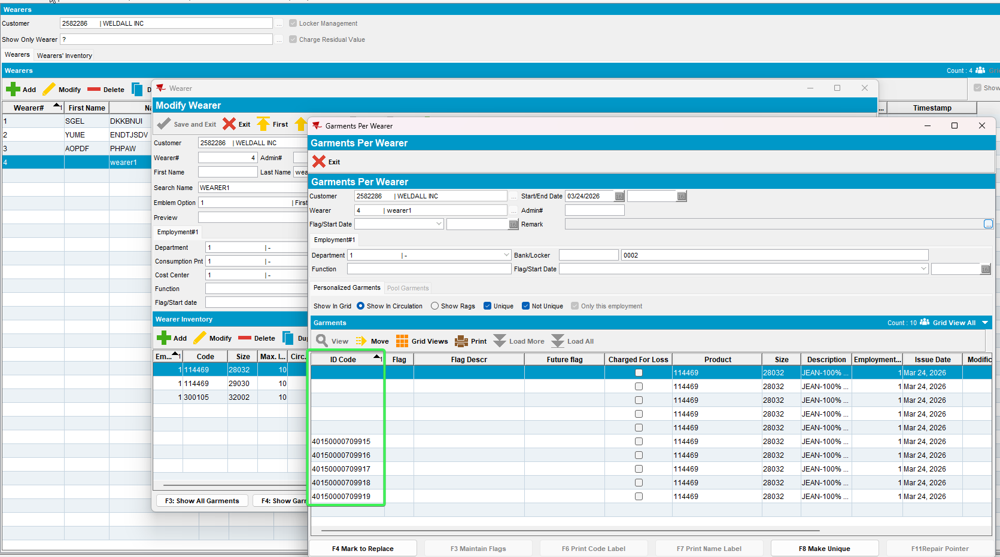 Wearers
Customer 2582286 | WELDALL INC ... Locker Management
Show Only Wearer ? ... Charge Residual Value
Wearers Wearers' Inventory
Wearers Count : 4
Add Modify Delete Show
Wearer# 1 First Name ... Timestamp
1 SGEL DKKBNUI
2 YUME ENDTJSDV
3 AOPDF PHPAW
4 wearer1
Wearer
Modify Wearer
Save and Exit Exit First
Customer 2582286 | WELDALL INC
Wearer# 4 Admin#
First Name Last Name wea
Search Name WEARER1
Emblem Option 1 | First
Preview
Employment#1
Department 1 | -
Consumption Pnt 1 | -
Cost Center 1 | -
Function
Flag/Start date
Wearer Inventory
Add Modify Delete Du
Em... 1 Code Size Max. I... Circ.
1 114469 28032 10
1 114469 29030 10
1 300105 32002 10
F3: Show All Garments F4: Show Gar
Garments Per Wearer
Garments Per Wearer
Exit
Garments Per Wearer
Customer 2582286 | WELDALL INC ... Start/End Date 03/24/2026 16 16
Wearer 4 | wearer1 ... Admin#
Flag/Start Date 16 Remark ...
Employment#1
Department 1 | - Bank/Locker 0002
Function Flag/Start Date 16
Personalized Garments Pool Garments
Show In Grid Show In Circulation Show Rags Unique Not Unique Only this employment
Garments Count : 10 Grid View All
View Move Grid Views Print Load More Load All
ID Code 1 Flag Flag Descr Future flag Charged For Loss Product Size Description Employment... Issue Date Modific
114469 28032 JEAN-100% ... 1 Mar 24, 2026
114469 28032 JEAN-100% ... 1 Mar 24, 2026
114469 28032 JEAN-100% ... 1 Mar 24, 2026
114469 28032 JEAN-100% ... 1 Mar 24, 2026
114469 28032 JEAN-100% ... 1 Mar 24, 2026
40150000709915 114469 28032 JEAN-100% ... 1 Mar 24, 2026
40150000709916 114469 28032 JEAN-100% ... 1 Mar 24, 2026
40150000709917 114469 28032 JEAN-100% ... 1 Mar 24, 2026
40150000709918 114469 28032 JEAN-100% ... 1 Mar 24, 2026
40150000709919 114469 28032 JEAN-100% ... 1 Mar 24, 2026
F4 Mark to Replace F3 Maintain Flags F6 Print Code Label F7 Print Name Label F8 Make Unique F11Repair Pointer